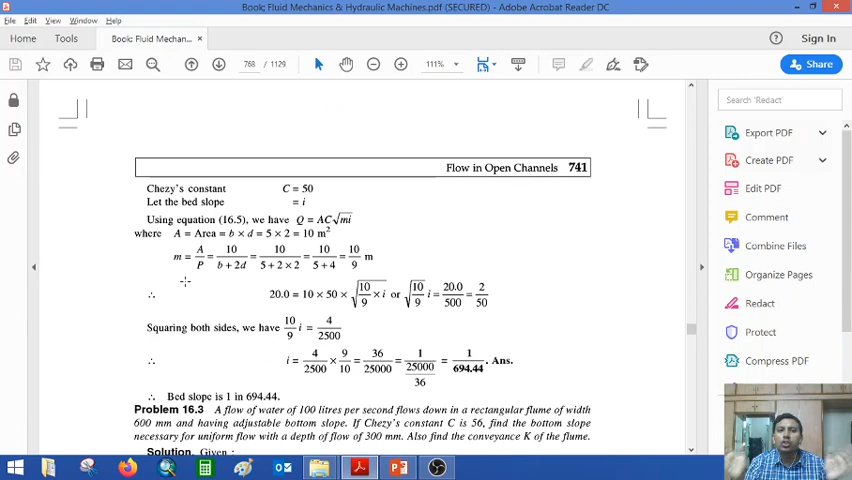 Book; Fluid Mechanics & Hydraulic Machines.pdf (SECURED) - Adobe Acrobat Reader DC
File Edit View Window Help
Home Tools Book; Fluid Mechan... × Sign In
768 / 1129 111% Share
Search 'Redact'
Export PDF
Create PDF
Edit PDF
Comment
Combine Files
Organize Pages
Redact
Protect
Compress PDF
Flow in Open Channels 741
Chezy's constant C = 50
Let the bed slope = i
Using equation (16.5), we have Q = AC√mi
where A = Area = b × d = 5 × 2 = 10 m²
m = A/P = 10/(b + 2d) = 10/(5 + 2 × 2) = 10/(5 + 4) = 10/9 m
∴ 20.0 = 10 × 50 × √(10/9 × i) or √(10/9 i) = 20.0/500 = 2/50
Squaring both sides, we have 10/9 i = 4/2500
∴ i = 4/2500 × 9/10 = 36/25000 = 1/(25000/36) = 1/694.44. Ans.
∴ Bed slope is 1 in 694.44.
Problem 16.3 A flow of water of 100 litres per second flows down in a rectangular flume of width
600 mm and having adjustable bottom slope. If Chezy's constant C is 56, find the bottom slope
necessary for uniform flow with a depth of flow of 300 mm. Also find the conveyance K of the flume.
Solution. Given :